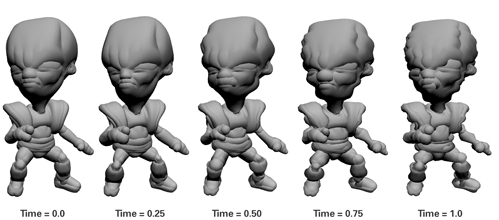 Time = 0.0 Time = 0.25 Time = 0.50 Time = 0.75 Time = 1.0